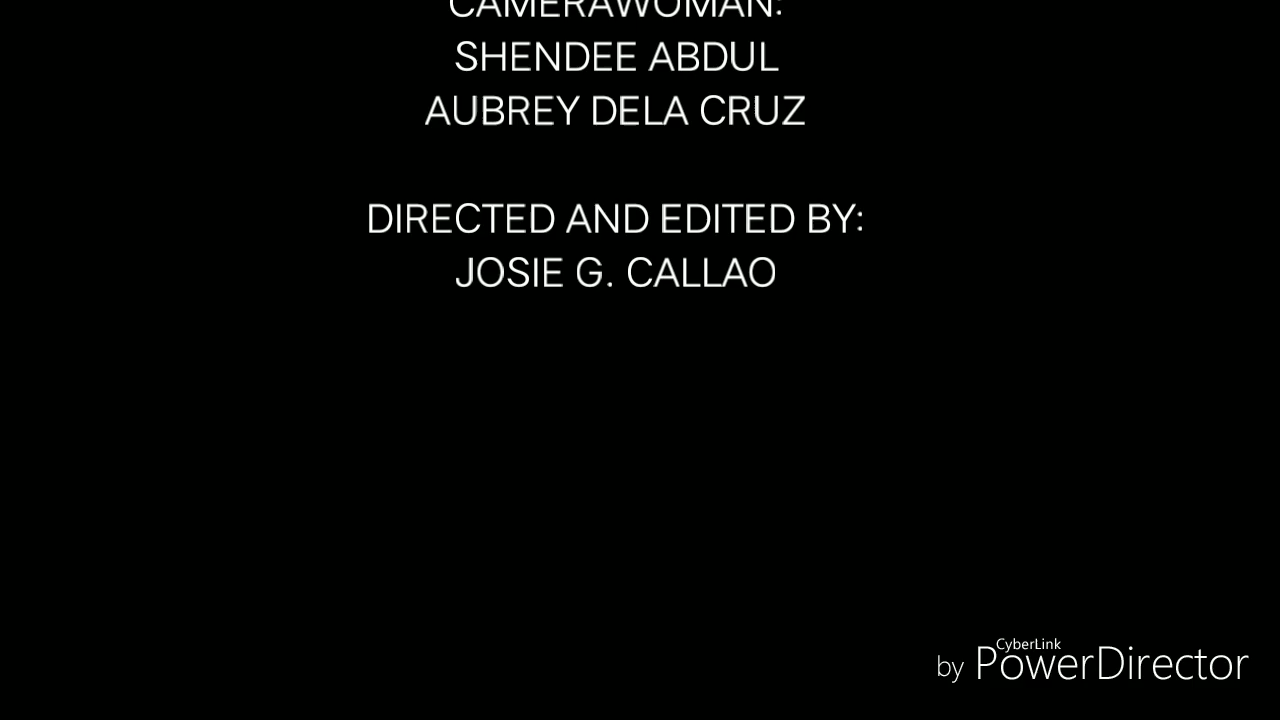 CAMERAWOMAN:
SHENDEE ABDUL
AUBREY DELA CRUZ
DIRECTED AND EDITED BY:
JOSIE G. CALLAO
CyberLink
by PowerDirector